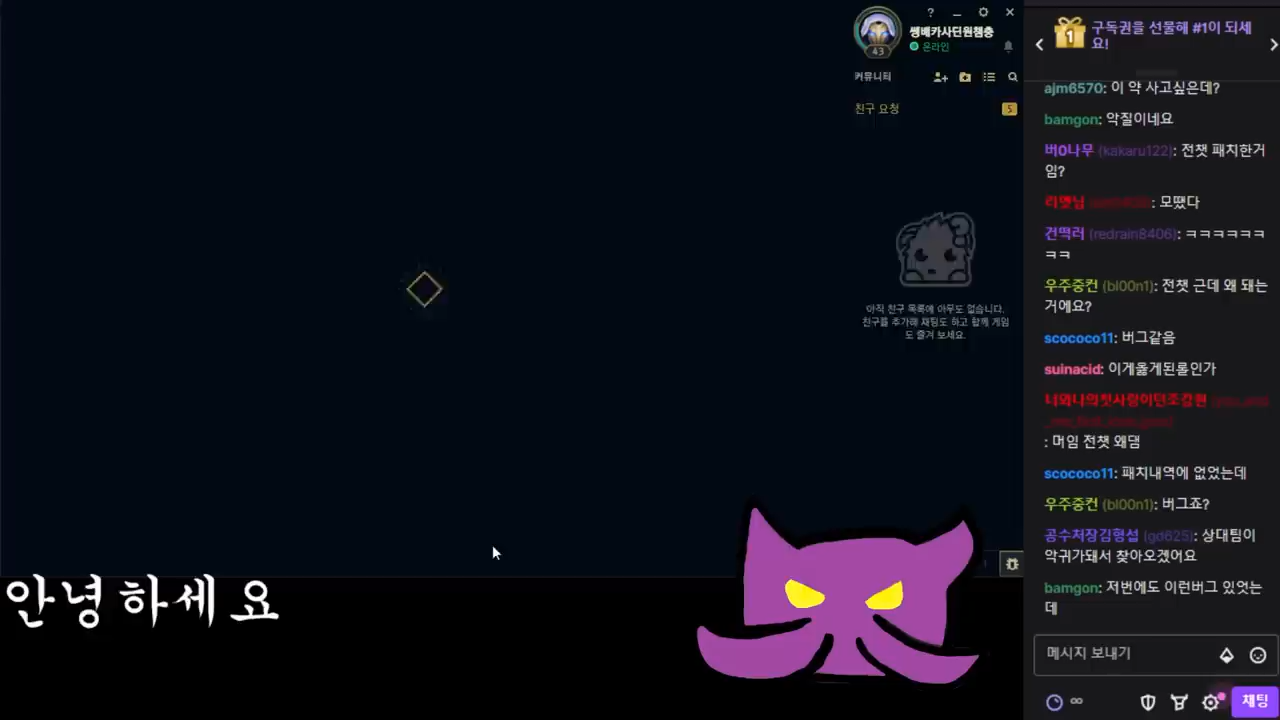 쌩배카사딘원챔충
43
온라인
커뮤니티
친구 요청
5
아직 친구 목록에 아무도 없습니다.
친구를 추가해 채팅도 하고 함께 게임
도 즐겨 보세요.
안녕하세요
1
구독권을 선물해 #1이 되세
요!
ajm6570: 이 약 사고싶은데?
bamgon: 악질이네요
버0나무 (kakaru122): 전챗 패치한거
임?
리멧님 : 모땠다
건떡러 (redrain8406): ㅋㅋㅋㅋㅋㅋ
ㅋㅋ
우주중컨 (bl00n1): 전챗 근데 왜 돼는
거에요?
scococo11: 버그같음
suinacid: 이게옳게된롤인가
너와나의첫사랑이던조강현
: 머임 전챗 왜댐
scococo11: 패치내역에 없었는데
우주중컨 (bl00n1): 버그죠?
공수처장김형섭 (gd625): 상대팀이
악귀가돼서 찾아오겠어요
bamgon: 저번에도 이런버그 있엇는
데
메시지 보내기
채팅